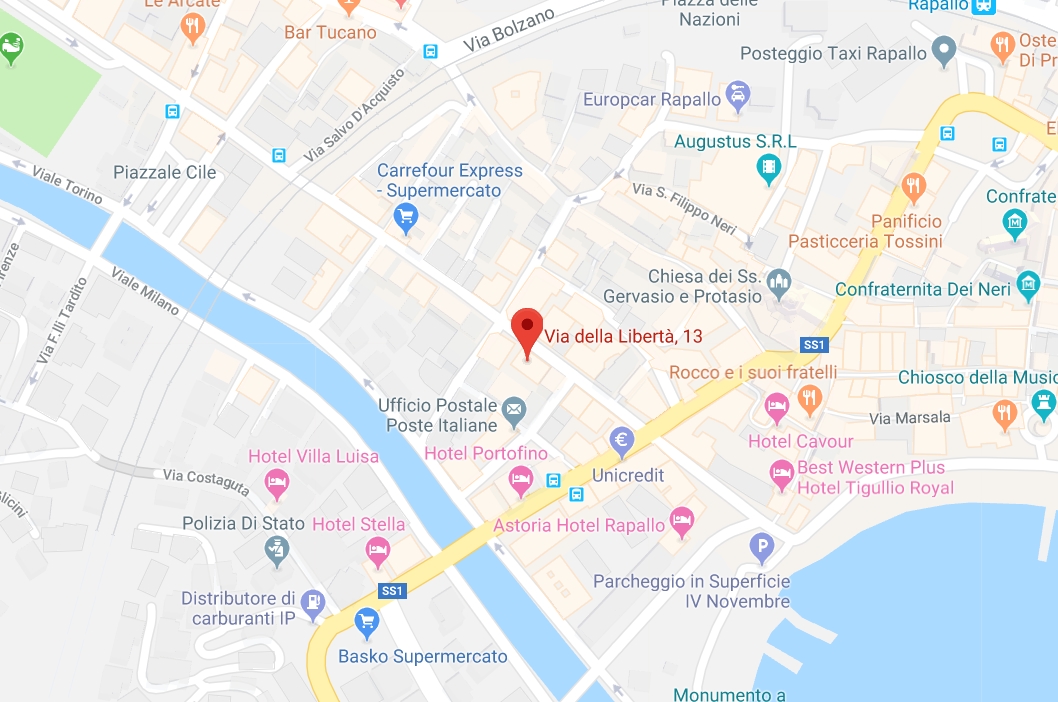 Le Arcate
Bar Tucano
Via Bolzano
Piazza delle
Nazioni
Rapallo
Posteggio Taxi Rapallo
Oste
Di Pr
Europcar Rapallo
Via Salvo D'Acquisto
Augustus S.R.L
Piazzale Cile
Viale Torino
Carrefour Express
- Supermercato
Via S. Filippo Neri
Confrate
Panificio
Pasticceria Tossini
Viale Milano
Via F.lli Tardito
irenze
Chiesa dei Ss.
Gervasio e Protasio
Confraternita Dei Neri
Via della Libertà, 13
SS1
Rocco e i suoi fratelli
Chiosco della Music
Ufficio Postale
Poste Italiane
Via Marsala
Hotel Cavour
Hotel Villa Luisa
Hotel Portofino
Unicredit
Best Western Plus
Hotel Tigullio Royal
Via Costaguta
Glicini
Polizia Di Stato
Hotel Stella
Astoria Hotel Rapallo
P
Parcheggio in Superficie
IV Novembre
SS1
Distributore di
carburanti IP
Basko Supermercato
Monumento a